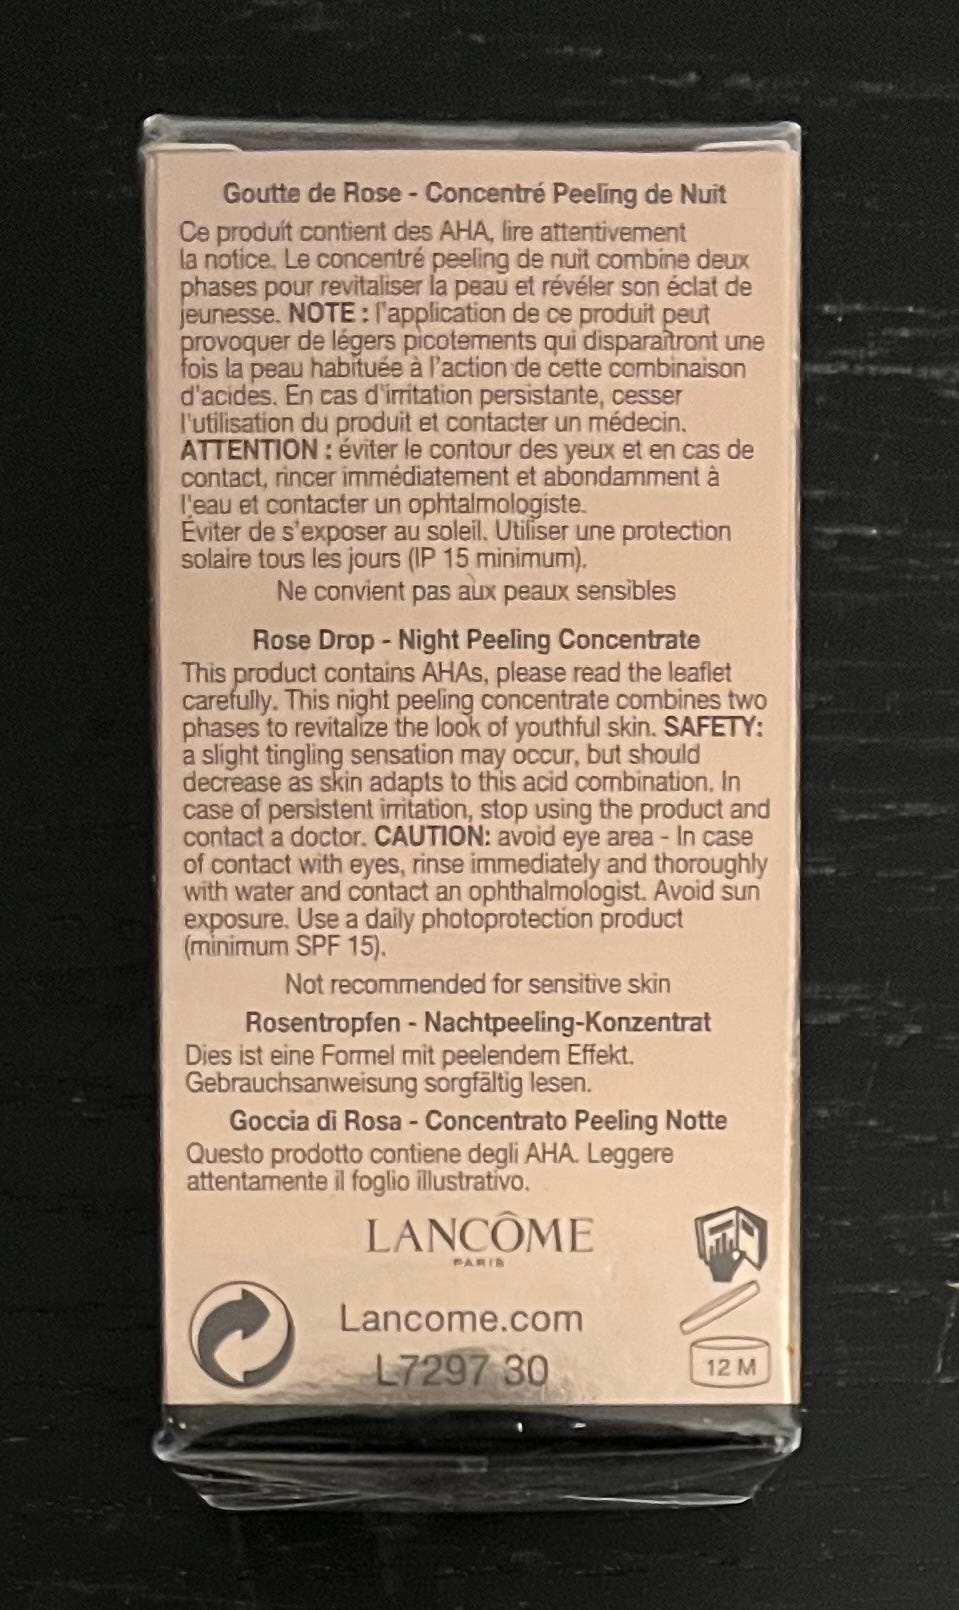 Goutte de Rose - Concentré Peeling de Nuit
Ce produit contient des AHA, lire attentivement
la notice. Le concentré peeling de nuit combine deux
phases pour revitaliser la peau et révéler son éclat de
jeunesse. NOTE : l'application de ce produit peut
provoquer de légers picotements qui disparaîtront une
fois la peau habituée à l'action de cette combinaison
d'acides. En cas d'irritation persistante, cesser
l'utilisation du produit et contacter un médecin.
ATTENTION : éviter le contour des yeux et en cas de
contact, rincer immédiatement et abondamment à
l'eau et contacter un ophtalmologiste.
Éviter de s'exposer au soleil. Utiliser une protection
solaire tous les jours (IP 15 minimum).
Ne convient pas aux peaux sensibles
Rose Drop - Night Peeling Concentrate
This product contains AHAs, please read the leaflet
carefully. This night peeling concentrate combines two
phases to revitalize the look of youthful skin. SAFETY:
a slight tingling sensation may occur, but should
decrease as skin adapts to this acid combination. In
case of persistent irritation, stop using the product and
contact a doctor. CAUTION: avoid eye area - In case
of contact with eyes, rinse immediately and thoroughly
with water and contact an ophthalmologist. Avoid sun
exposure. Use a daily photoprotection product
(minimum SPF 15).
Not recommended for sensitive skin
Rosentropfen - Nachtpeeling-Konzentrat
Dies ist eine Formel mit peelendem Effekt.
Gebrauchsanweisung sorgfältig lesen.
Goccia di Rosa - Concentrato Peeling Notte
Questo prodotto contiene degli AHA. Leggere
attentamente il foglio illustrativo.
LANCÔME
PARIS
Lancome.com
L7297 30
12 M